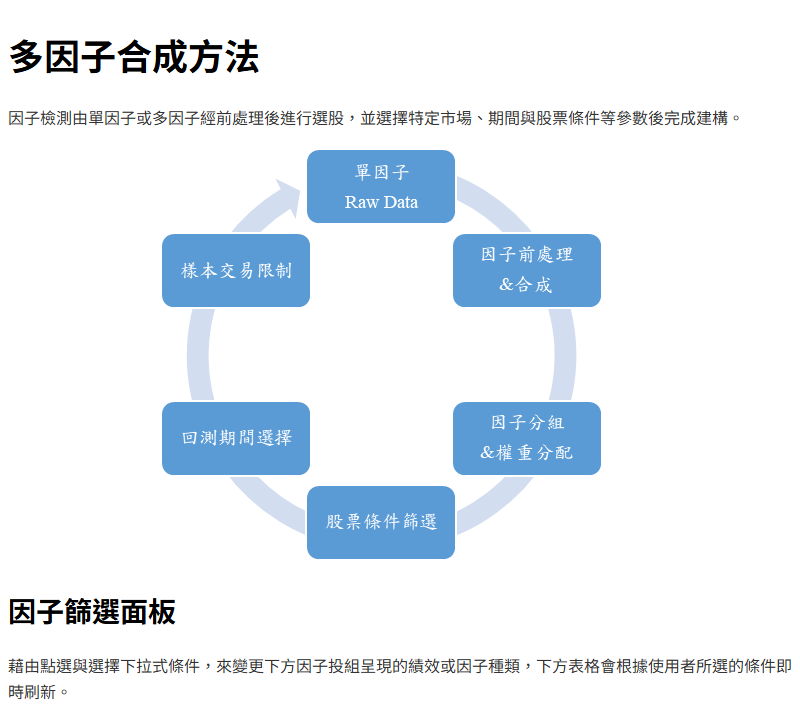 多因子合成方法
因子檢測由單因子或多因子經前處理後進行選股，並選擇特定市場、期間與股票條件等參數後完成建構。
單因子
Raw Data
因子前處理
&合成
因子分組
&權重分配
股票條件篩選
回測期間選擇
樣本交易限制
因子篩選面板
藉由點選與選擇下拉式條件，來變更下方因子投組呈現的績效或因子種類，下方表格會根據使用者所選的條件即
時刷新。